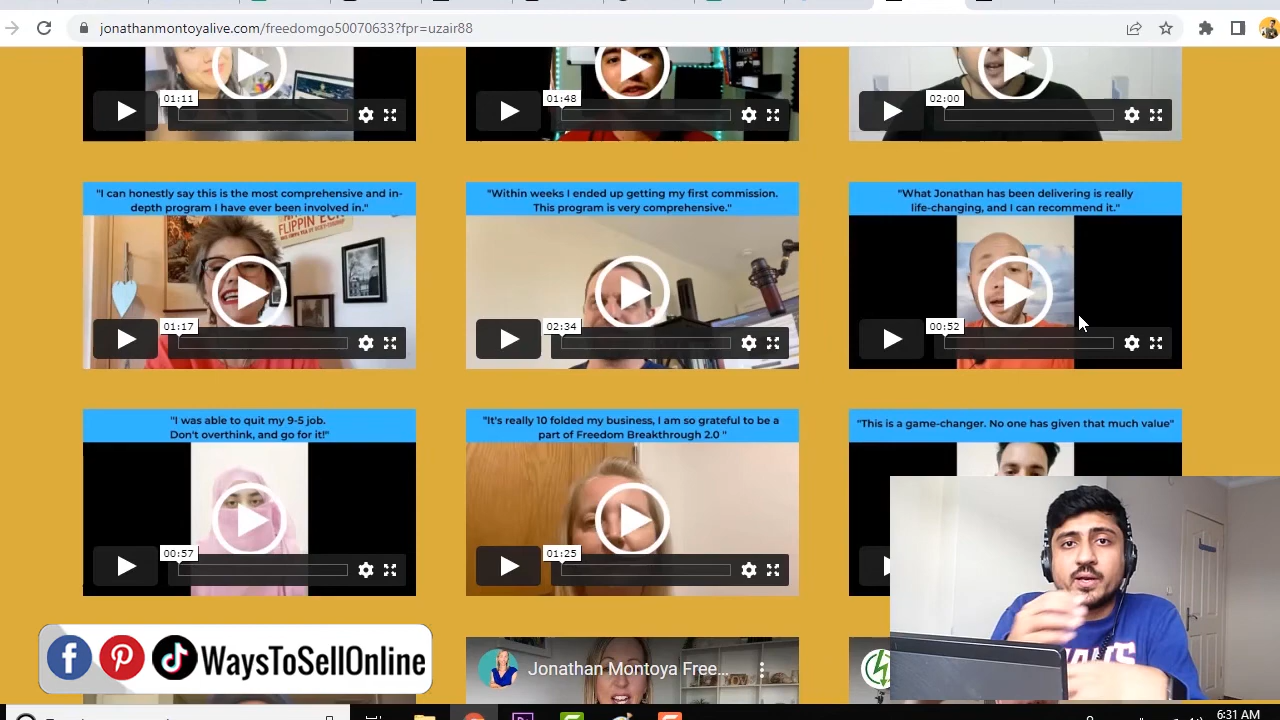 jonathanmontoyalive.com/freedomgo50070633?fpr=uzair88
01:11
01:48
02:00
"I can honestly say this is the most comprehensive and in-
depth program I have ever been involved in."
"Within weeks I ended up getting my first commission.
This program is very comprehensive."
"What Jonathan has been delivering is really
life-changing, and I can recommend it."
01:17
02:34
00:52
"I was able to quit my 9-5 job.
Don't overthink, and go for it!"
"It's really 10 folded my business, I am so grateful to be a
part of Freedom Breakthrough 2.0 "
"This is a game-changer. No one has given that much value"
00:57
01:25
WaysToSellOnline
Jonathan Montoya Free...
6:31 AM